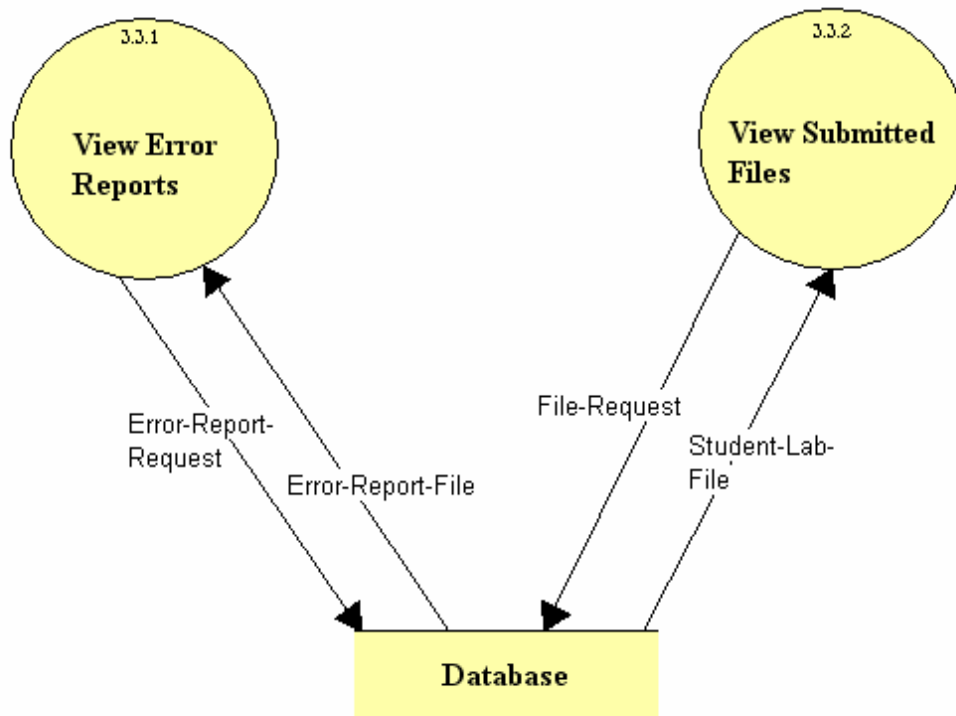 3.3.1
View Error
Reports
3.3.2
View Submitted
Files
Error-Report-
Request
Error-Report-File
File-Request
Student-Lab-
File
Database